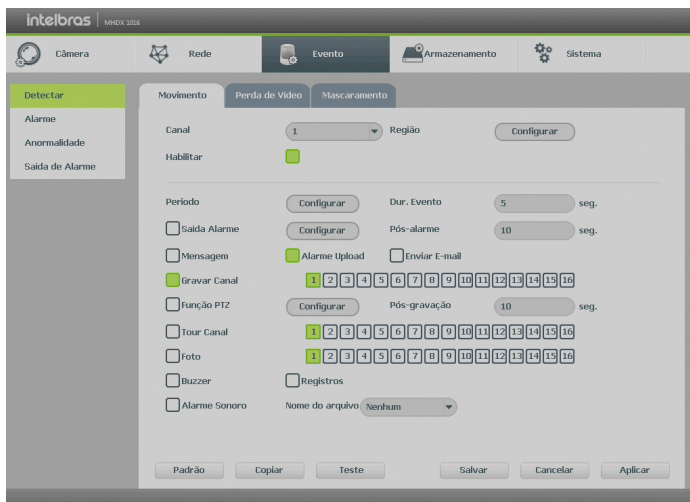 intelbras MHDX 1016
Câmera Rede Evento Armazenamento Sistema
Detectar
Alarme
Anormalidade
Saida de Alarme
Movimento Perda de Vídeo Mascaramento
Canal 1 Região Configurar
Habilitar
Período Configurar Dur. Evento 5 seg.
Saida Alarme Configurar Pós-alarme 10 seg.
Mensagem Alarme Upload Enviar E-mail
Gravar Canal 1 2 3 4 5 6 7 8 9 10 11 12 13 14 15 16
Função PTZ Configurar Pós-gravação 10 seg.
Tour Canal 1 2 3 4 5 6 7 8 9 10 11 12 13 14 15 16
Foto 1 2 3 4 5 6 7 8 9 10 11 12 13 14 15 16
Buzzer Registros
Alarme Sonoro Nome do arquivo Nenhum
Padrão Copiar Teste Salvar Cancelar Aplicar